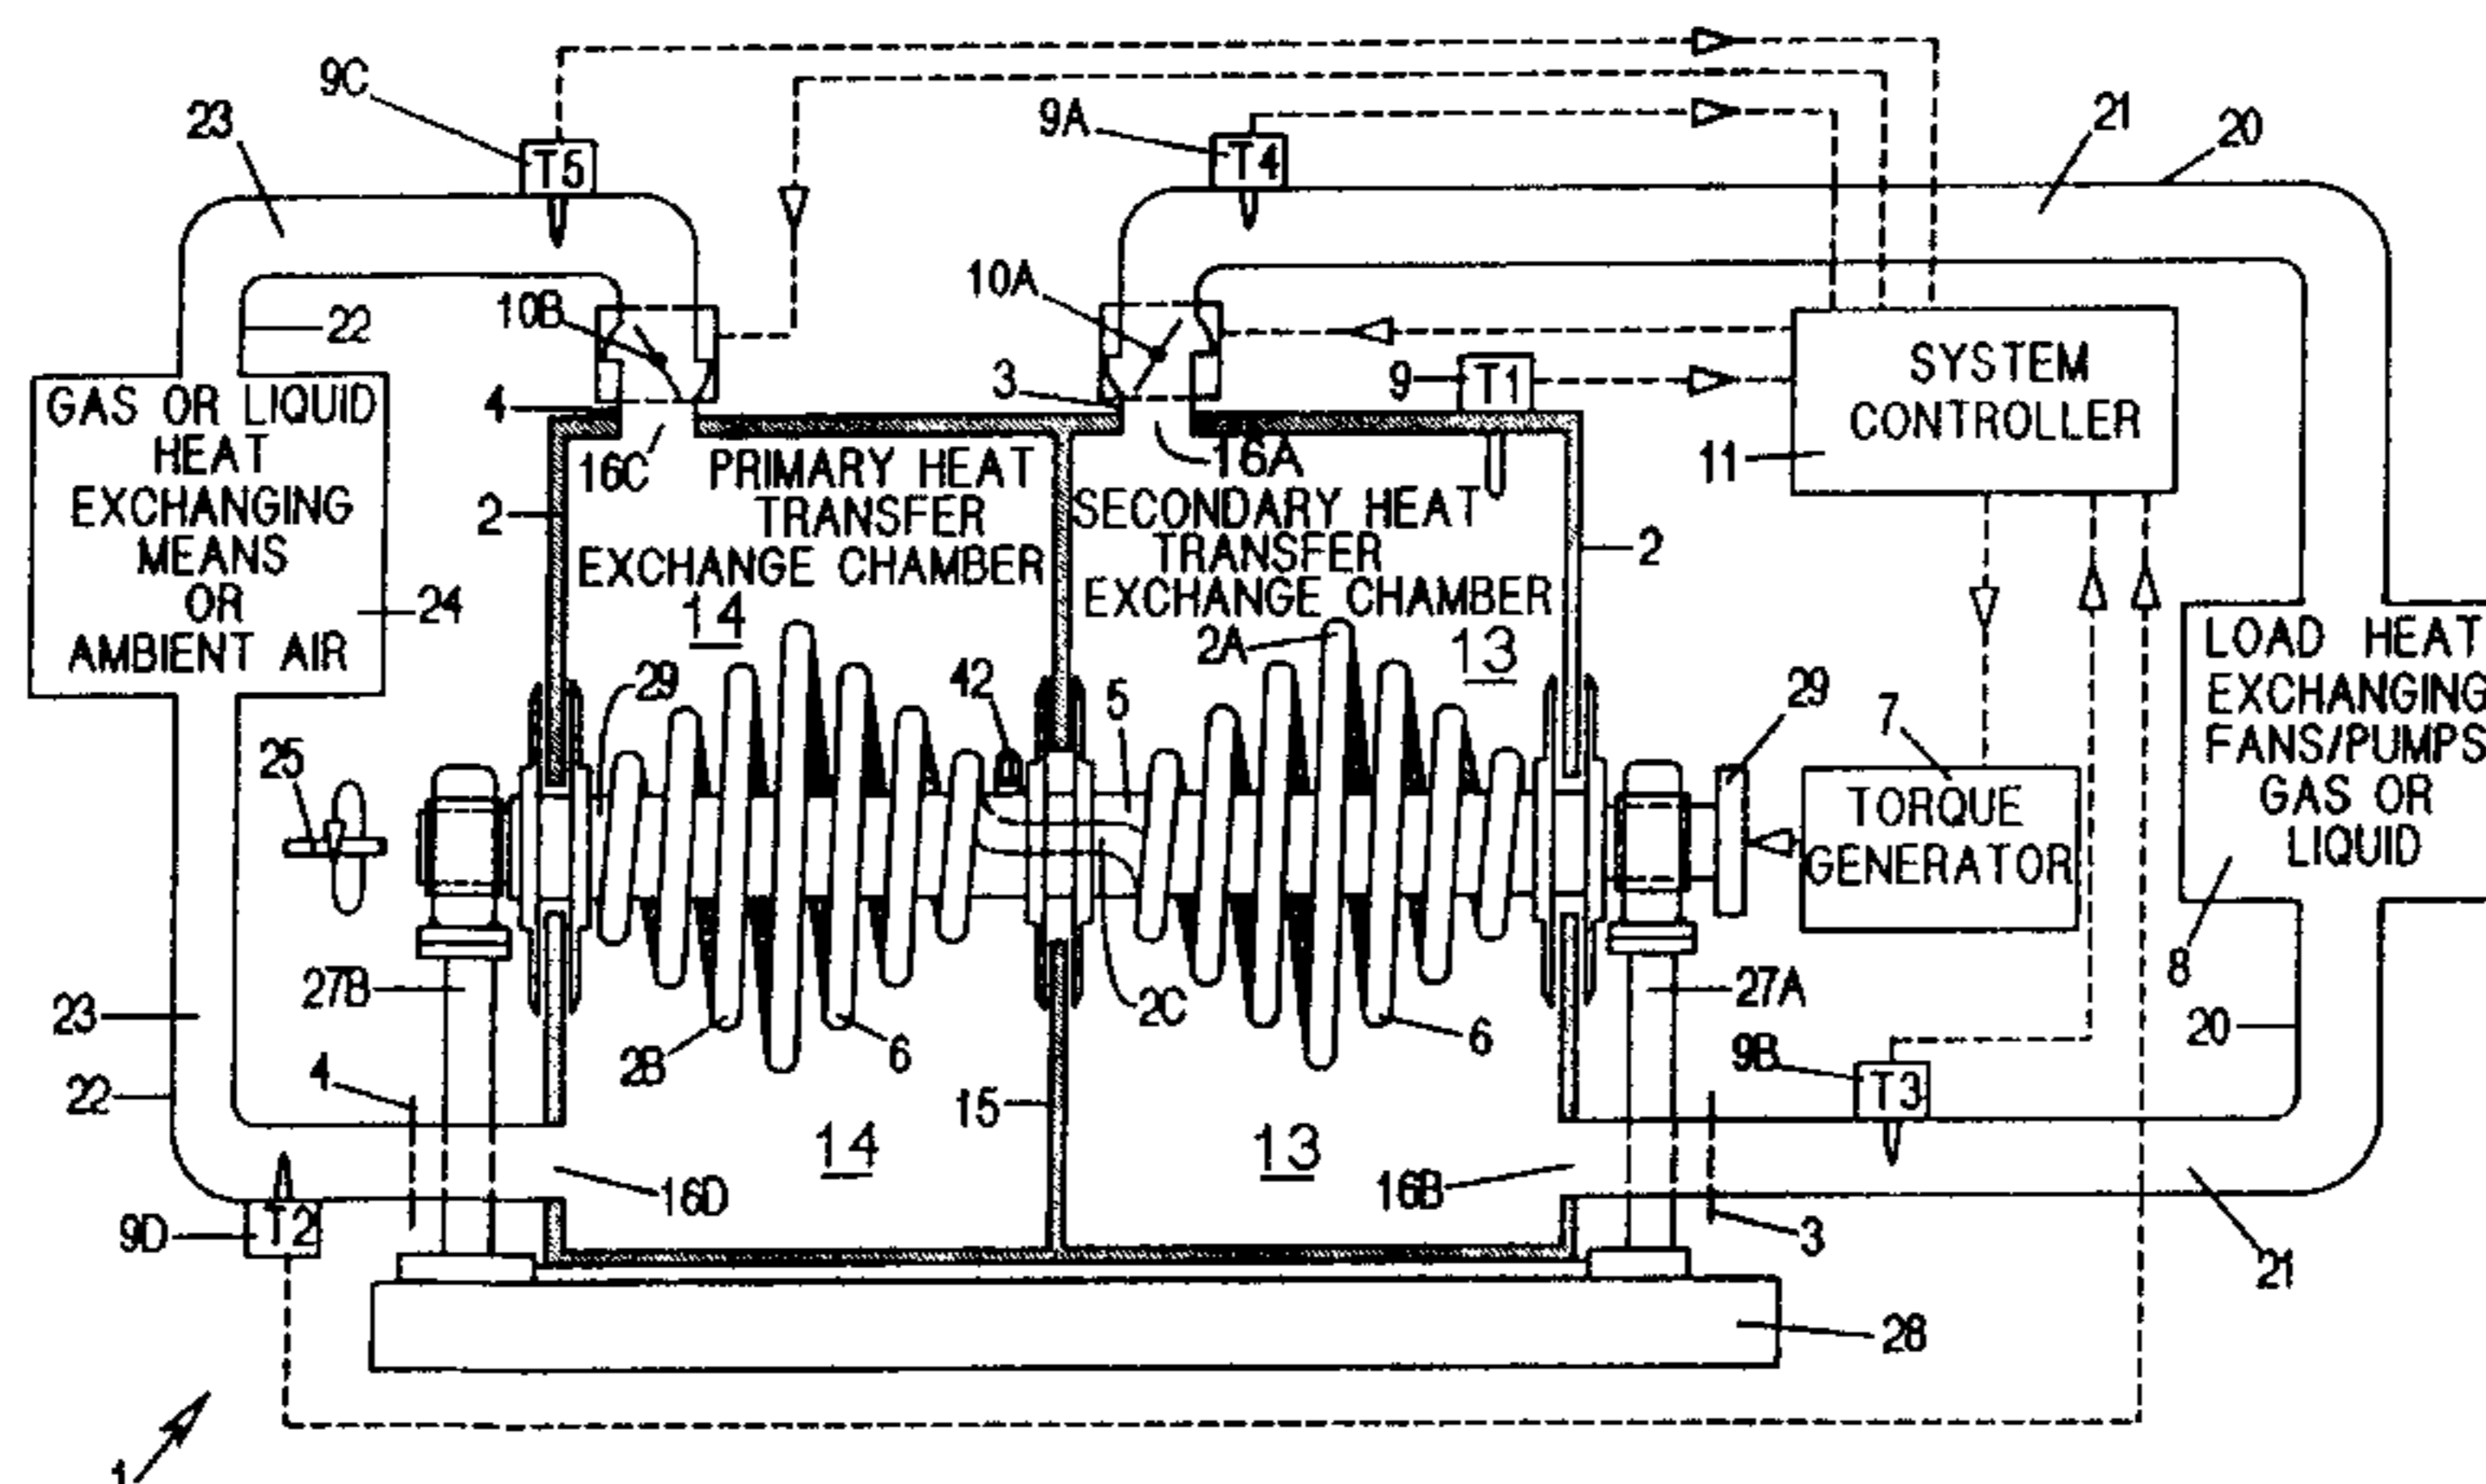 9C
23
T5
9A
T4
21
20
10B
22
10A
3
9
T1
SYSTEM
CONTROLLER
11
4
16C
16A
GAS OR LIQUID
HEAT
EXCHANGING
MEANS
OR
AMBIENT AIR
24
2
PRIMARY HEAT
TRANSFER
EXCHANGE CHAMBER
14
SECONDARY HEAT
TRANSFER
EXCHANGE CHAMBER
13
2
2A
LOAD HEAT
EXCHANGING
FANS/PUMPS
GAS OR
LIQUID
8
29
42
5
29
7
TORQUE
GENERATOR
25
27B
2B
6
2C
6
27A
23
22
4
15
9B
T3
20
14
13
16D
16B
9D
T2
3
21
28
1